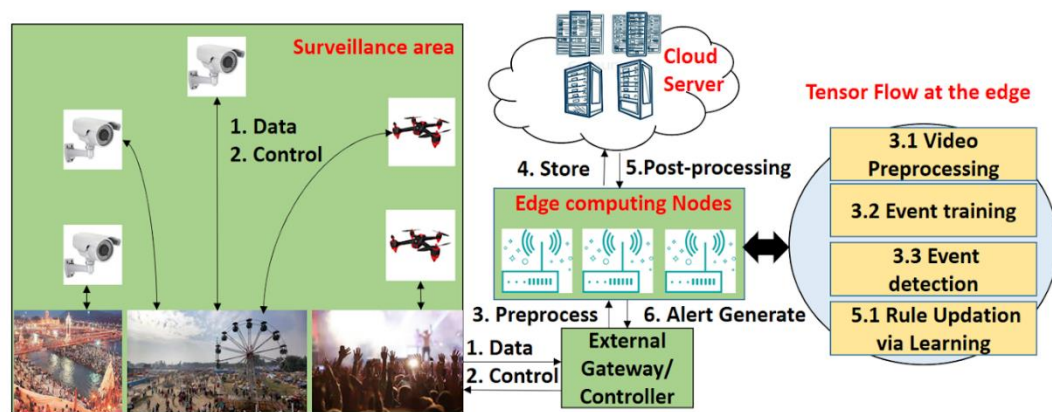 Surveillance area
1. Data
2. Control
Cloud
Server
4. Store
5.Post-processing
Edge computing Nodes
3. Preprocess
6. Alert Generate
1. Data
2. Control
External
Gateway/
Controller
Tensor Flow at the edge
3.1 Video
Preprocessing
3.2 Event training
3.3 Event
detection
5.1 Rule Updation
via Learning